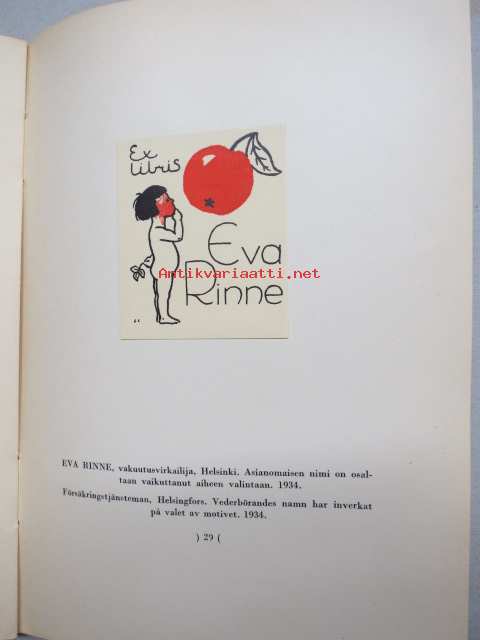 Ex
libris
Eva
Antikvariaatti.net
Rinne
EVA RINNE, vakuutusvirkailija, Helsinki. Asianomaisen nimi on osal-
taan vaikuttanut aiheen valintaan. 1934.
Försäkringstjänsteman, Helsingfors. Vederbörandes namn har inverkat
på valet av motivet. 1934.
) 29 (